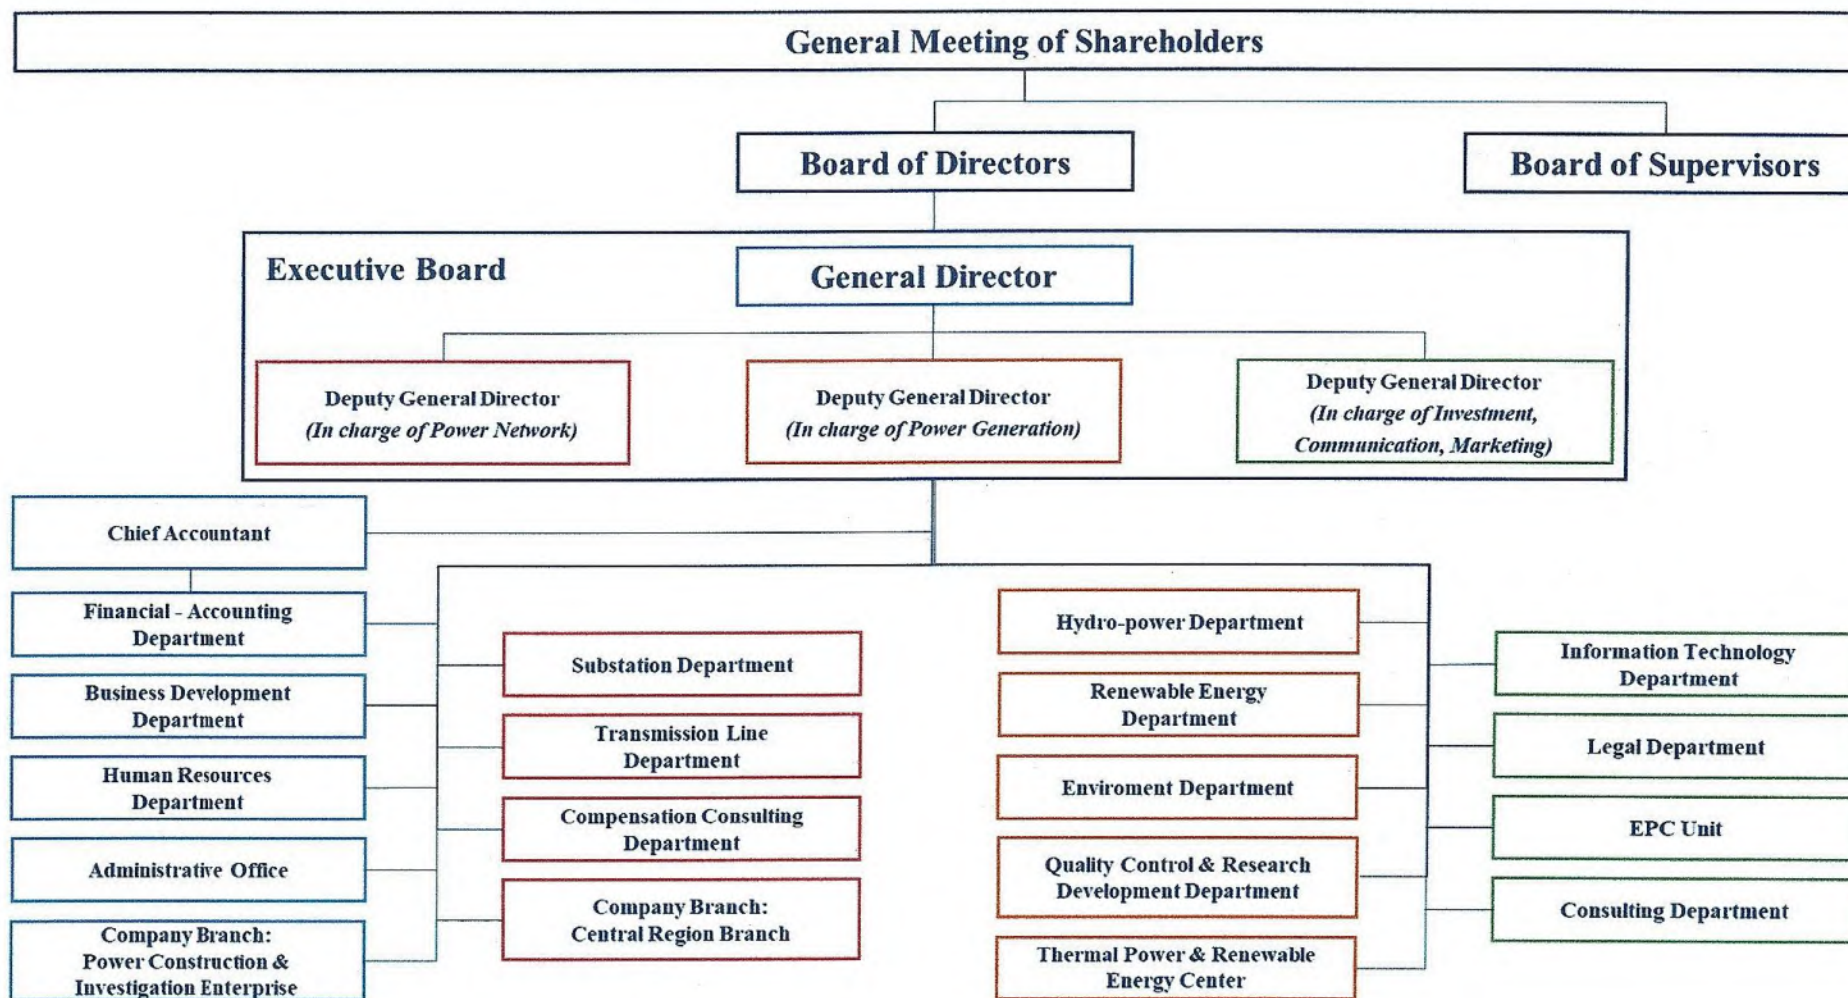 General Meeting of Shareholders
Board of Directors
Board of Supervisors
Executive Board
General Director
Deputy General Director
(In charge of Power Network)
Deputy General Director
(In charge of Power Generation)
Deputy General Director
(In charge of Investment,
Communication, Marketing)
Chief Accountant
Financial - Accounting
Department
Business Development
Department
Human Resources
Department
Administrative Office
Company Branch:
Power Construction &
Investigation Enterprise
Substation Department
Transmission Line
Department
Compensation Consulting
Department
Company Branch:
Central Region Branch
Hydro-power Department
Renewable Energy
Department
Enviroment Department
Quality Control & Research
Development Department
Thermal Power & Renewable
Energy Center
Information Technology
Department
Legal Department
EPC Unit
Consulting Department